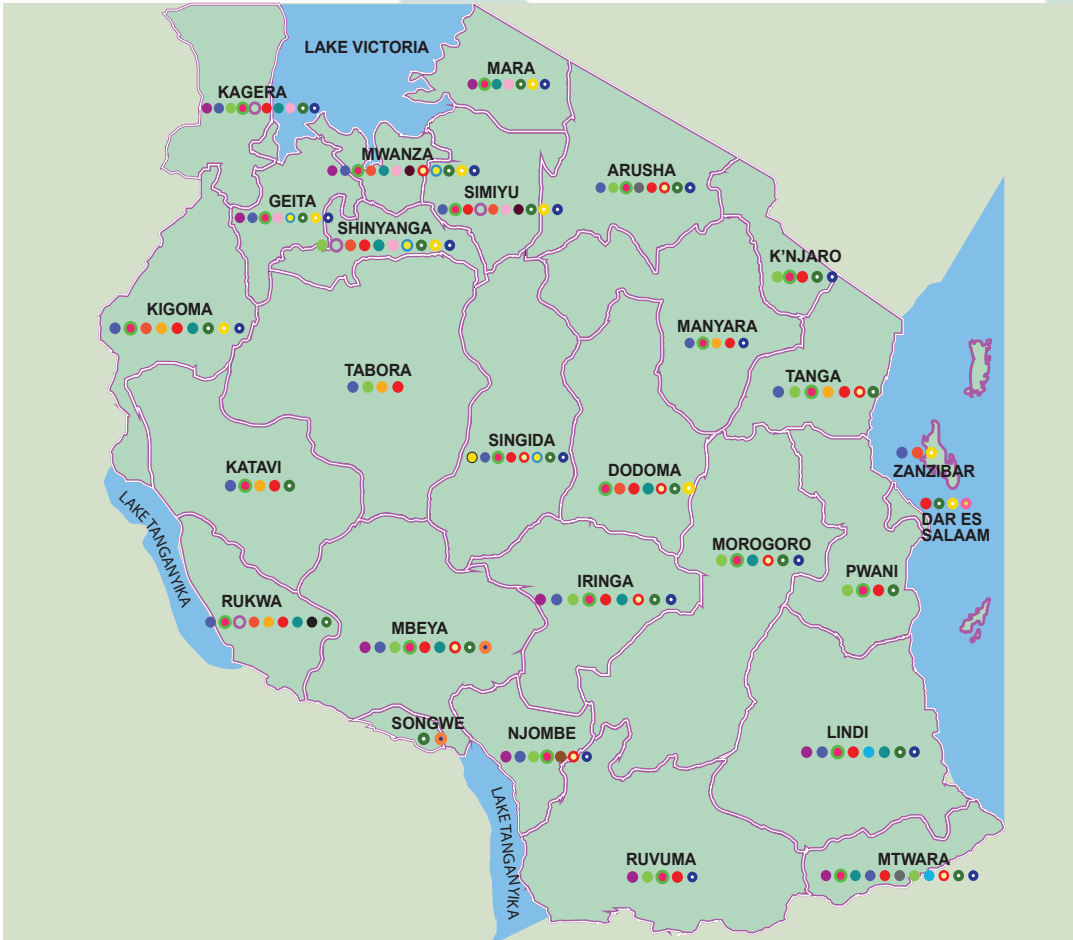 LAKE VICTORIA
MARA
KAGERA
MWANZA
ARUSHA
SIMIYU
GEITA
SHINYANGA
K'NJARO
KIGOMA
MANYARA
TABORA
TANGA
SINGIDA
KATAVI
DODOMA
ZANZIBAR
DAR ES
SALAAM
LAKE TANGANYIKA
MOROGORO
PWANI
IRINGA
RUKWA
MBEYA
SONGWE
NJOMBE
LINDI
LAKE TANGANYIKA
RUVUMA
MTWARA